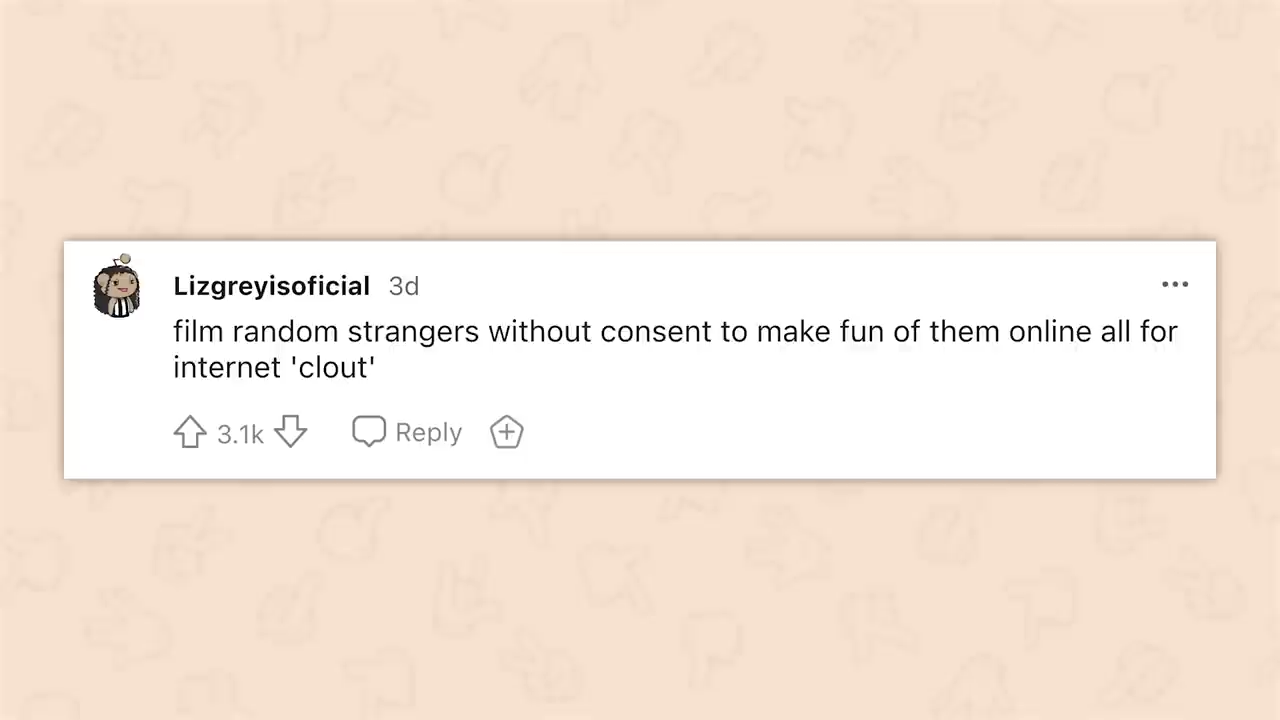 Lizgreyisoficial 3d
film random strangers without consent to make fun of them online all for
internet 'clout'
3.1k Reply